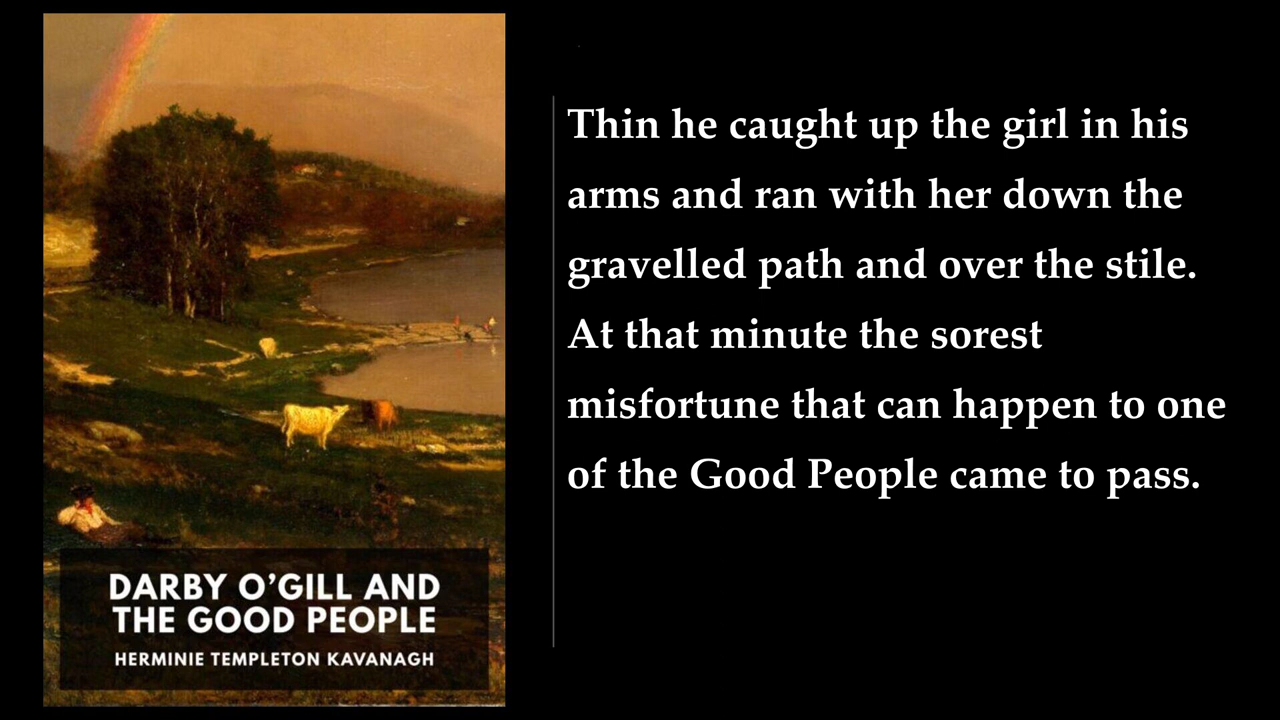 Thin he caught up the girl in his
arms and ran with her down the
gravelled path and over the stile.
At that minute the sorest
misfortune that can happen to one
of the Good People came to pass.
DARBY O’GILL AND
THE GOOD PEOPLE
HERMINIE TEMPLETON KAVANAGH